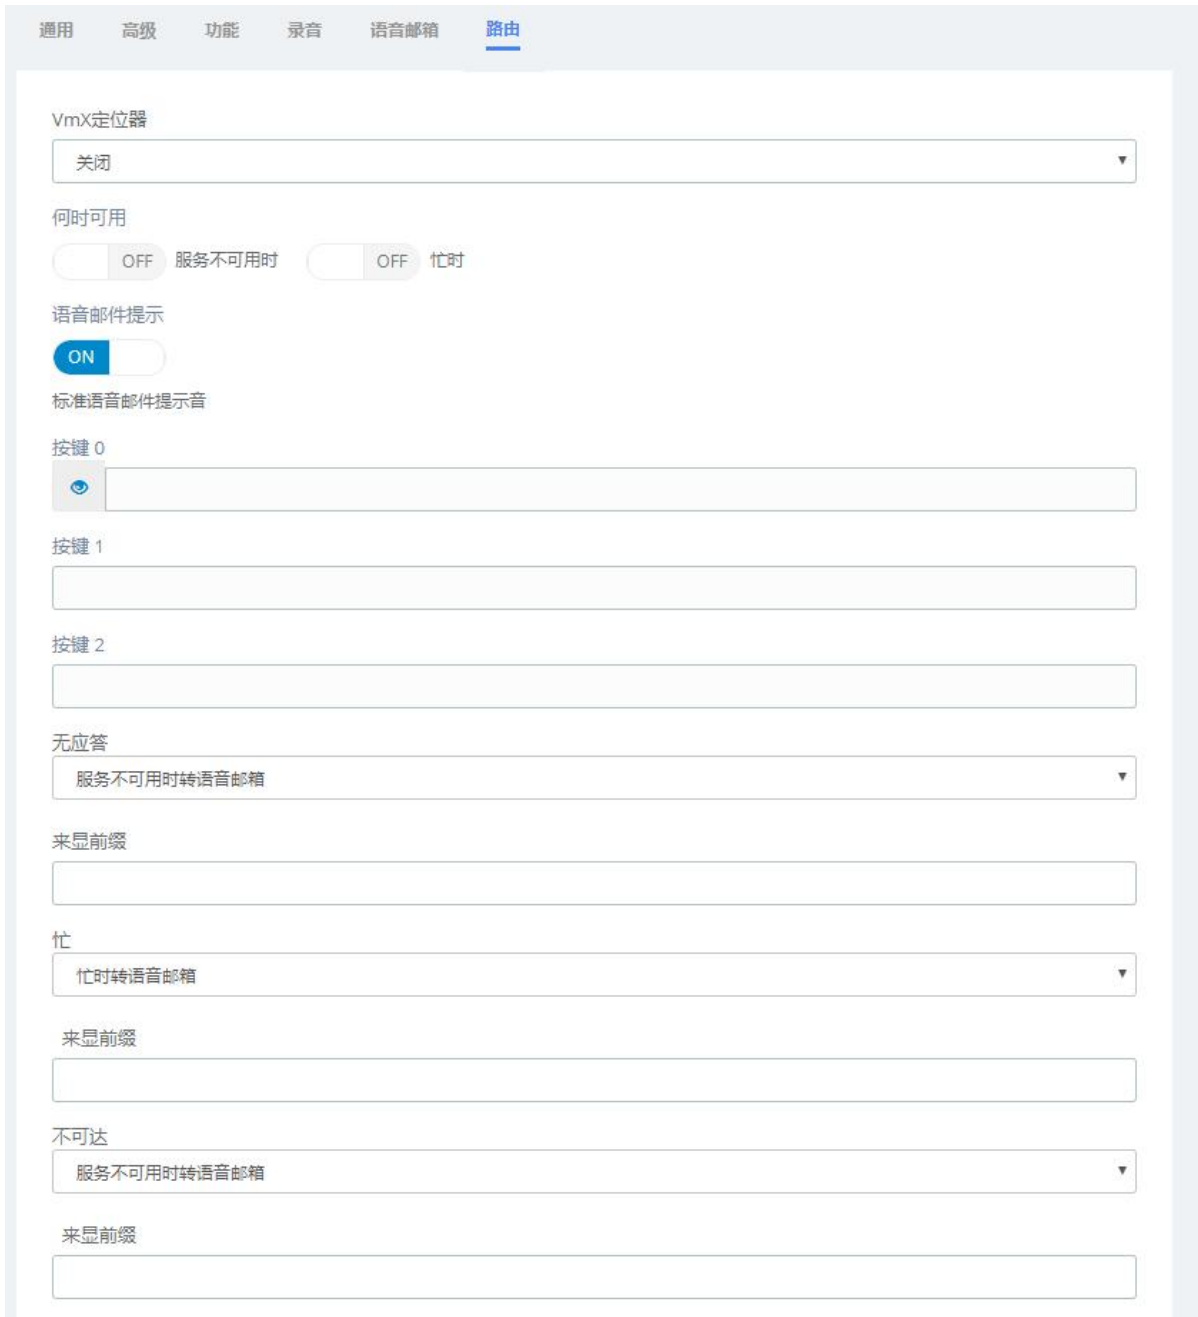 通用 高级 功能 录音 语音邮箱 路由
VmX定位器
关闭
何时可用
OFF 服务不可用时 OFF 忙时
语音邮件提示
ON
标准语音邮件提示音
按键 0
按键 1
按键 2
无应答
服务不可用时转语音邮箱
来显前缀
忙
忙时转语音邮箱
来显前缀
不可达
服务不可用时转语音邮箱
来显前缀